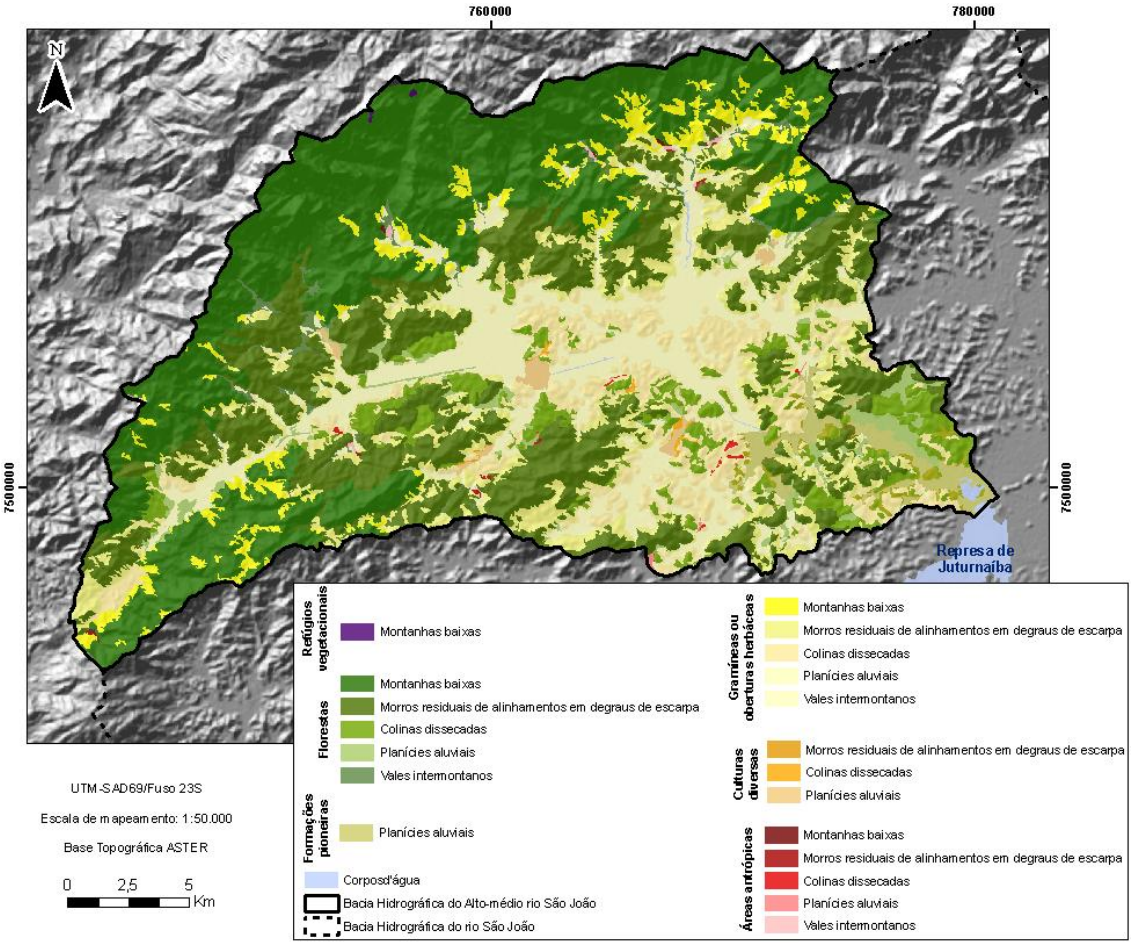 760000
780000
N
7500000
7500000
Represa de
Juturnaíba
Refúgios
vegetacionais
Montanhas baixas
Florestas
Montanhas baixas
Morros residuais de alinhamentos em degraus de escarpa
Colinas dissecadas
Planícies aluviais
Vales intermontanos
Formações
pioneiras
Planícies aluviais
Corposd'água
Bacia Hidrográfica do Alto-médio rio São João
Bacia Hidrográfica do rio São João
Gramíneas ou
oberturas herbáceas
Montanhas baixas
Morros residuais de alinhamentos em degraus de escarpa
Colinas dissecadas
Planícies aluviais
Vales intermontanos
Culturas
diversas
Morros residuais de alinhamentos em degraus de escarpa
Colinas dissecadas
Planícies aluviais
Áreas antrópicas
Montanhas baixas
Morros residuais de alinhamentos em degraus de escarpa
Colinas dissecadas
Planícies aluviais
Vales intermontanos
UTM-SAD69/Fuso 23S
Escala de mapeamento: 1:50.000
Base Topográfica ASTER
0 2,5 5
Km